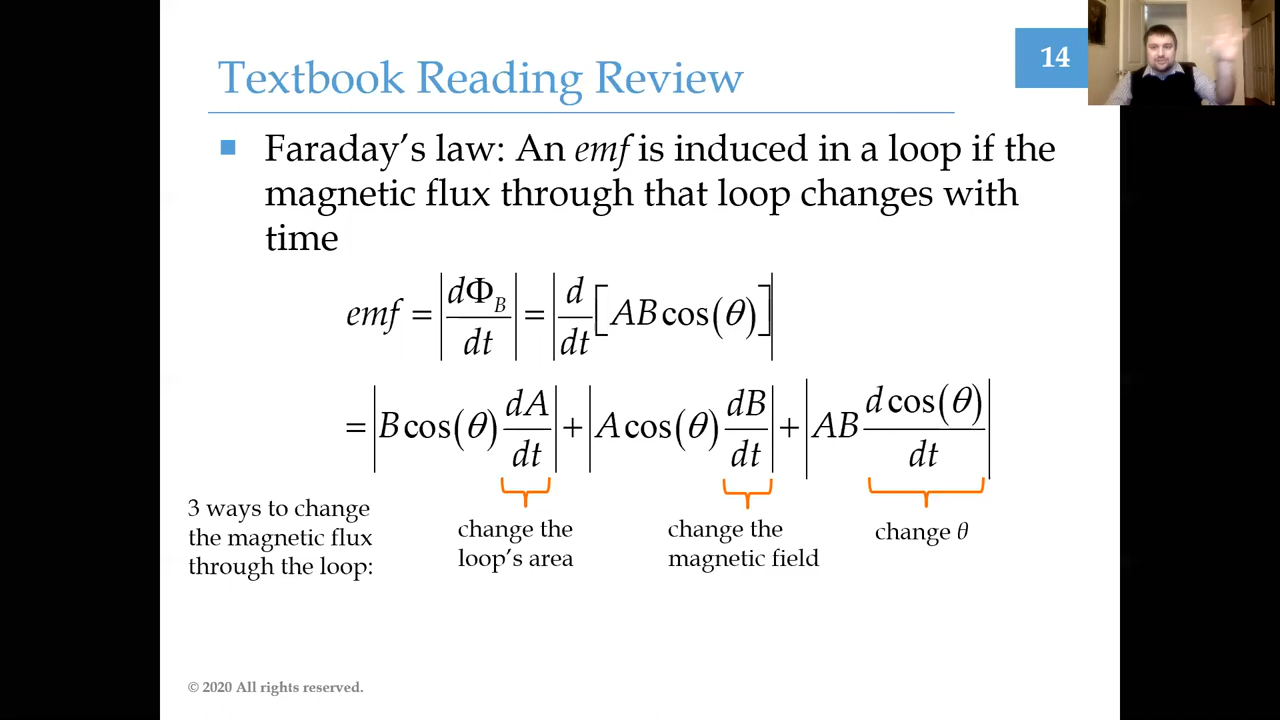 14
Textbook Reading Review
■ Faraday’s law: An emf is induced in a loop if the
magnetic flux through that loop changes with
time
emf = |dΦ_B/dt| = |d/dt [AB cos(θ)]|
= |B cos(θ) dA/dt| + |A cos(θ) dB/dt| + |AB d cos(θ)/dt|
3 ways to change
the magnetic flux
through the loop:
change the
loop’s area
change the
magnetic field
change θ
© 2020 All rights reserved.